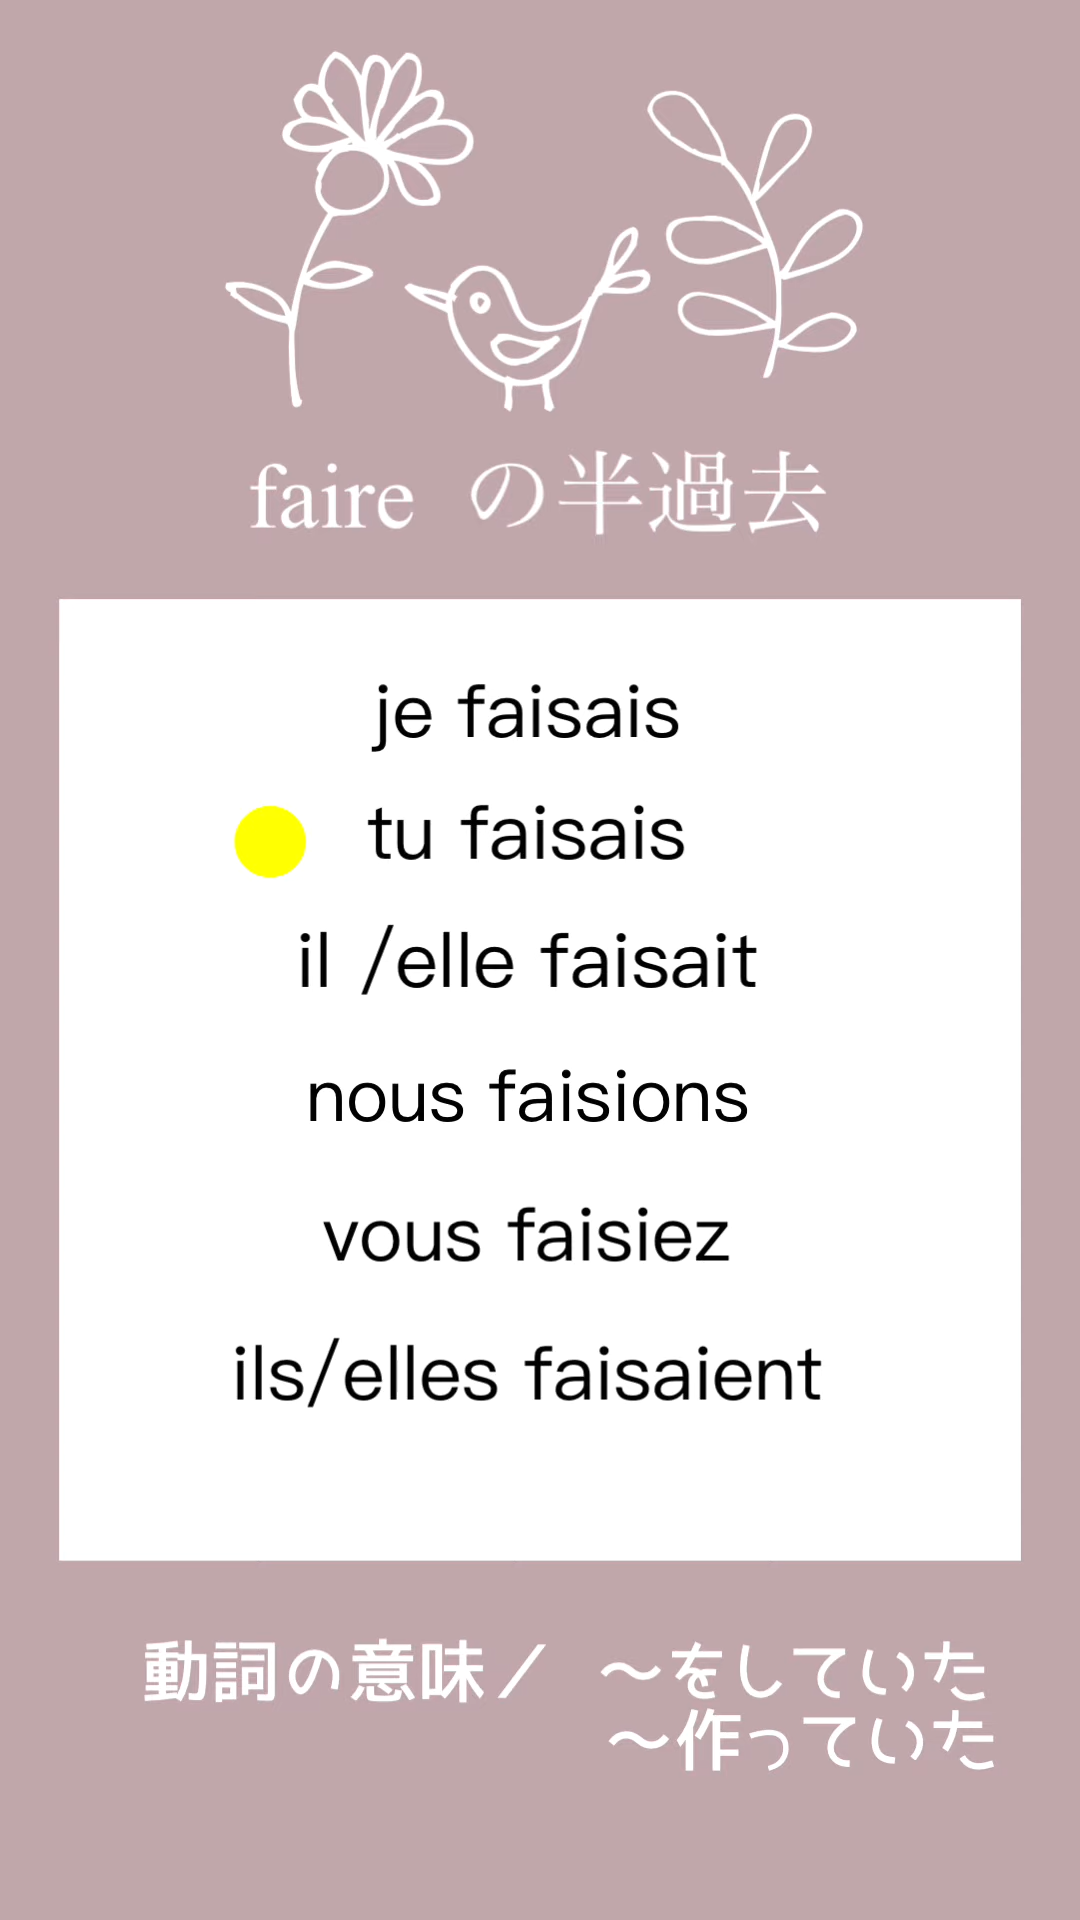 faire の半過去
je faisais
tu faisais
il /elle faisait
nous faisions
vous faisiez
ils/elles faisaient
動詞の意味／ 〜をしていた
〜作っていた